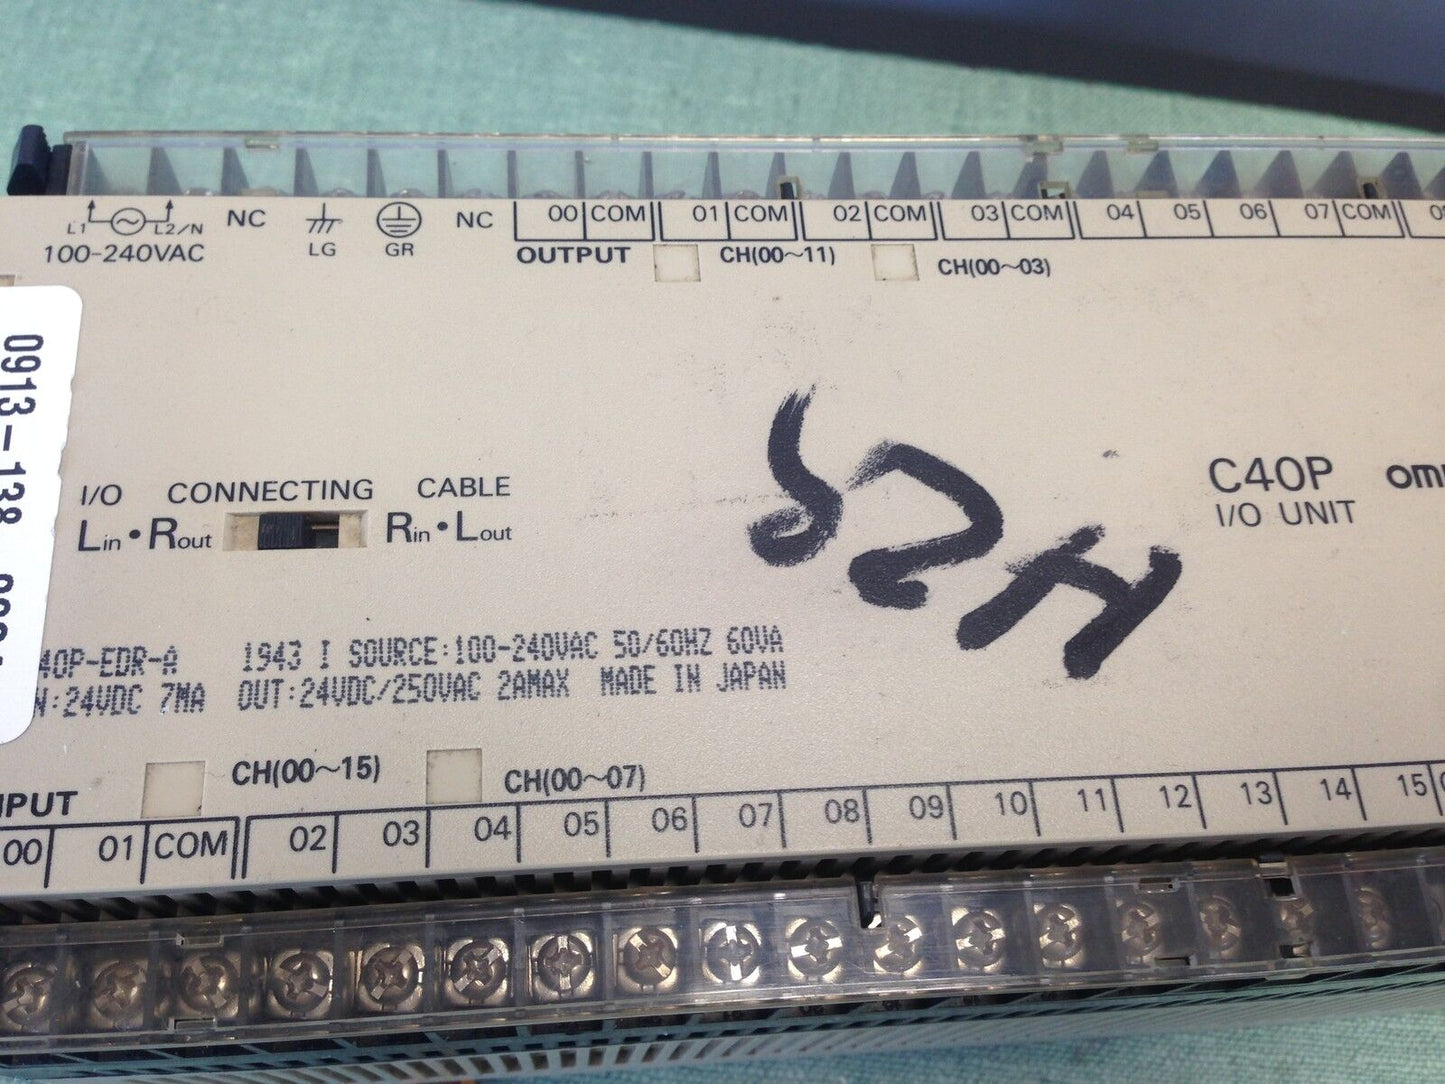 L1 L2/N NC LG GR NC 00 COM 01 COM 02 COM 03 COM 04 05 06 07 COM
100-240VAC OUTPUT CH(00~11) CH(00~03)
0913-138
I/O CONNECTING CABLE
Lin•Rout Rin•Lout
C40P
I/O UNIT
40P-EDR-A 1943 I SOURCE:100-240VAC 50/60HZ 60VA
N:24VDC 7MA OUT:24VDC/250VAC 2AMAX MADE IN JAPAN
CH(00~15) CH(00~07)
00 01 COM 02 03 04 05 06 07 08 09 10 11 12 13 14 15